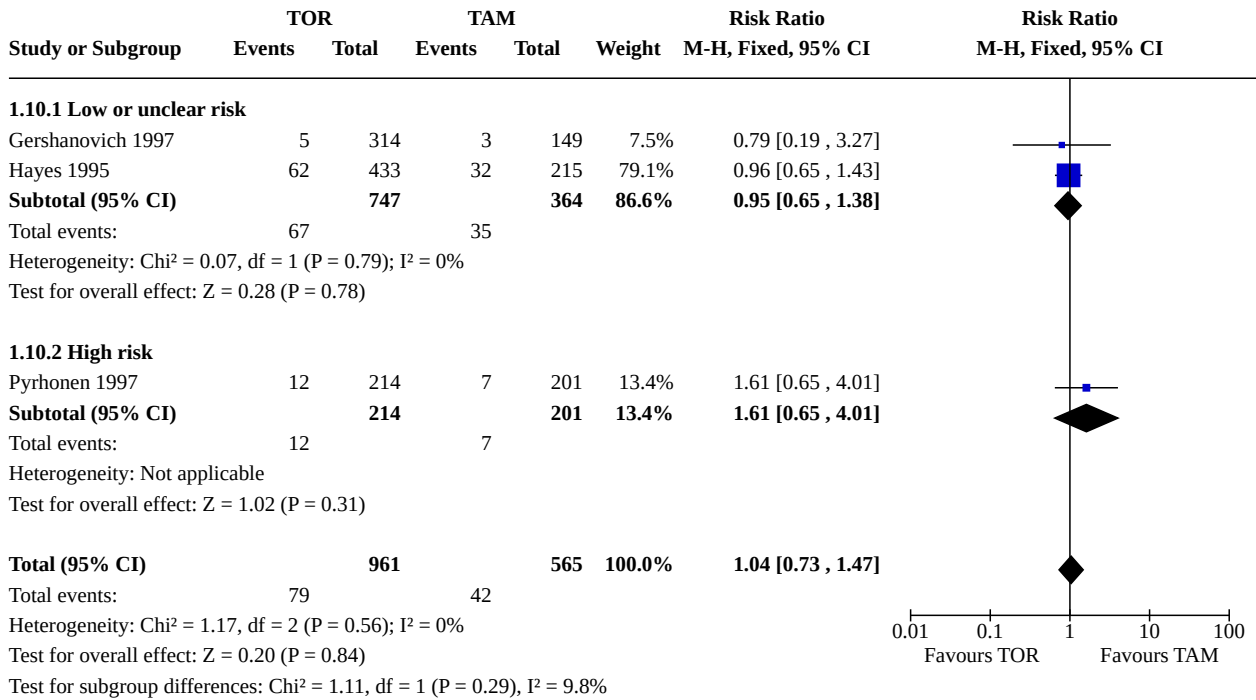 TOR TAM Risk Ratio Risk Ratio
Study or Subgroup Events Total Events Total Weight M-H, Fixed, 95% CI M-H, Fixed, 95% CI
1.10.1 Low or unclear risk
Gershanovich 1997 5 314 3 149 7.5% 0.79 [0.19 , 3.27]
Hayes 1995 62 433 32 215 79.1% 0.96 [0.65 , 1.43]
Subtotal (95% CI) 747 364 86.6% 0.95 [0.65 , 1.38]
Total events: 67 35
Heterogeneity: Chi² = 0.07, df = 1 (P = 0.79); I² = 0%
Test for overall effect: Z = 0.28 (P = 0.78)
1.10.2 High risk
Pyrhonen 1997 12 214 7 201 13.4% 1.61 [0.65 , 4.01]
Subtotal (95% CI) 214 201 13.4% 1.61 [0.65 , 4.01]
Total events: 12 7
Heterogeneity: Not applicable
Test for overall effect: Z = 1.02 (P = 0.31)
Total (95% CI) 961 565 100.0% 1.04 [0.73 , 1.47]
Total events: 79 42
Heterogeneity: Chi² = 1.17, df = 2 (P = 0.56); I² = 0%
0.01 0.1 1 10 100
Test for overall effect: Z = 0.20 (P = 0.84)
Favours TOR Favours TAM
Test for subgroup differences: Chi² = 1.11, df = 1 (P = 0.29), I² = 9.8%